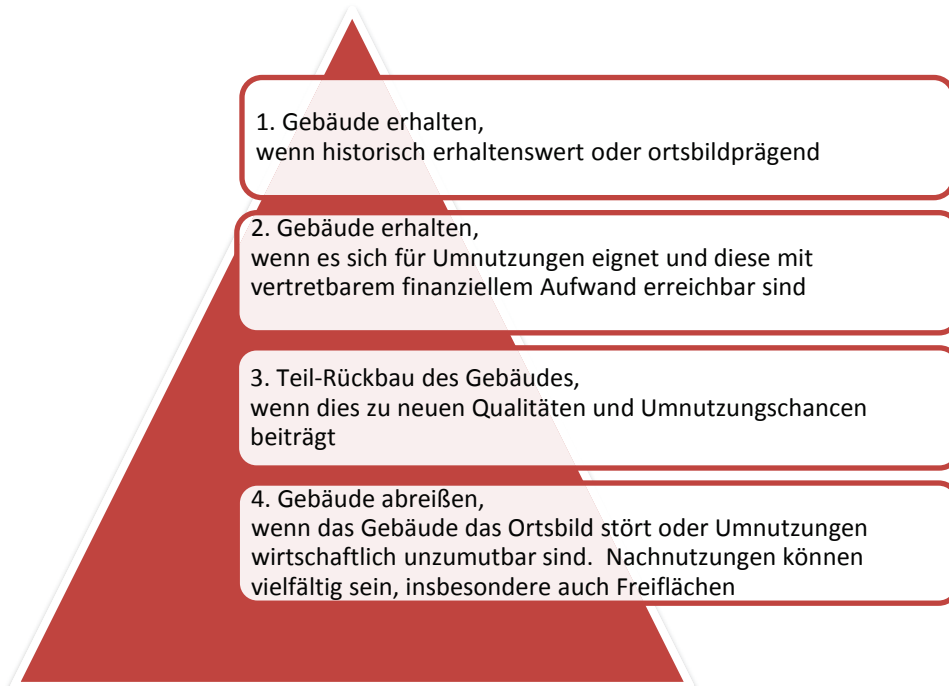 1. Gebäude erhalten,
wenn historisch erhaltenswert oder ortsbildprägend
2. Gebäude erhalten,
wenn es sich für Umnutzungen eignet und diese mit
vertretbarem finanziellem Aufwand erreichbar sind
3. Teil-Rückbau des Gebäudes,
wenn dies zu neuen Qualitäten und Umnutzungschancen
beiträgt
4. Gebäude abreißen,
wenn das Gebäude das Ortsbild stört oder Umnutzungen
wirtschaftlich unzumutbar sind.  Nachnutzungen können
vielfältig sein, insbesondere auch Freiflächen